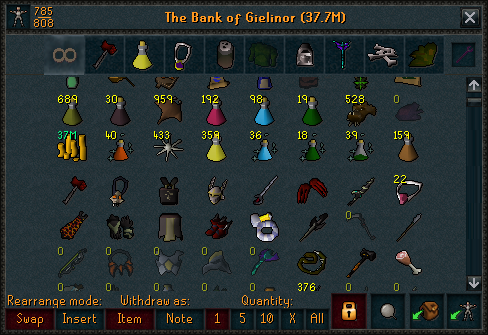 785
808
The Bank of Gielinor (37.7M)
689 30 959 192 98 19 528 0
37M 40 433 359 36 18 39 159
22
0
0 0 0 0 0 376 0
Rearrange mode: Withdraw as: Quantity:
Swap Insert Item Note 1 5 10 X All